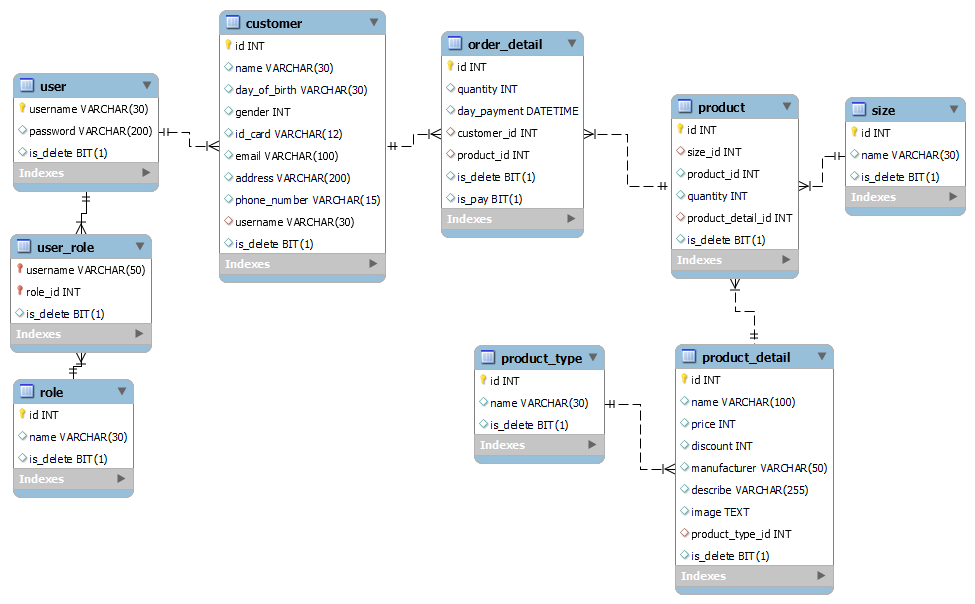 user
username VARCHAR(30)
password VARCHAR(200)
is_delete BIT(1)
Indexes
user_role
username VARCHAR(50)
role_id INT
is_delete BIT(1)
Indexes
role
id INT
name VARCHAR(30)
is_delete BIT(1)
Indexes
customer
id INT
name VARCHAR(30)
day_of_birth VARCHAR(30)
gender INT
id_card VARCHAR(12)
email VARCHAR(100)
address VARCHAR(200)
phone_number VARCHAR(15)
username VARCHAR(30)
is_delete BIT(1)
Indexes
order_detail
id INT
quantity INT
day_payment DATETIME
customer_id INT
product_id INT
is_delete BIT(1)
is_pay BIT(1)
Indexes
product
id INT
size_id INT
product_id INT
quantity INT
product_detail_id INT
is_delete BIT(1)
Indexes
size
id INT
name VARCHAR(30)
is_delete BIT(1)
Indexes
product_type
id INT
name VARCHAR(30)
is_delete BIT(1)
Indexes
product_detail
id INT
name VARCHAR(100)
price INT
discount INT
manufacturer VARCHAR(50)
describe VARCHAR(255)
image TEXT
product_type_id INT
is_delete BIT(1)
Indexes